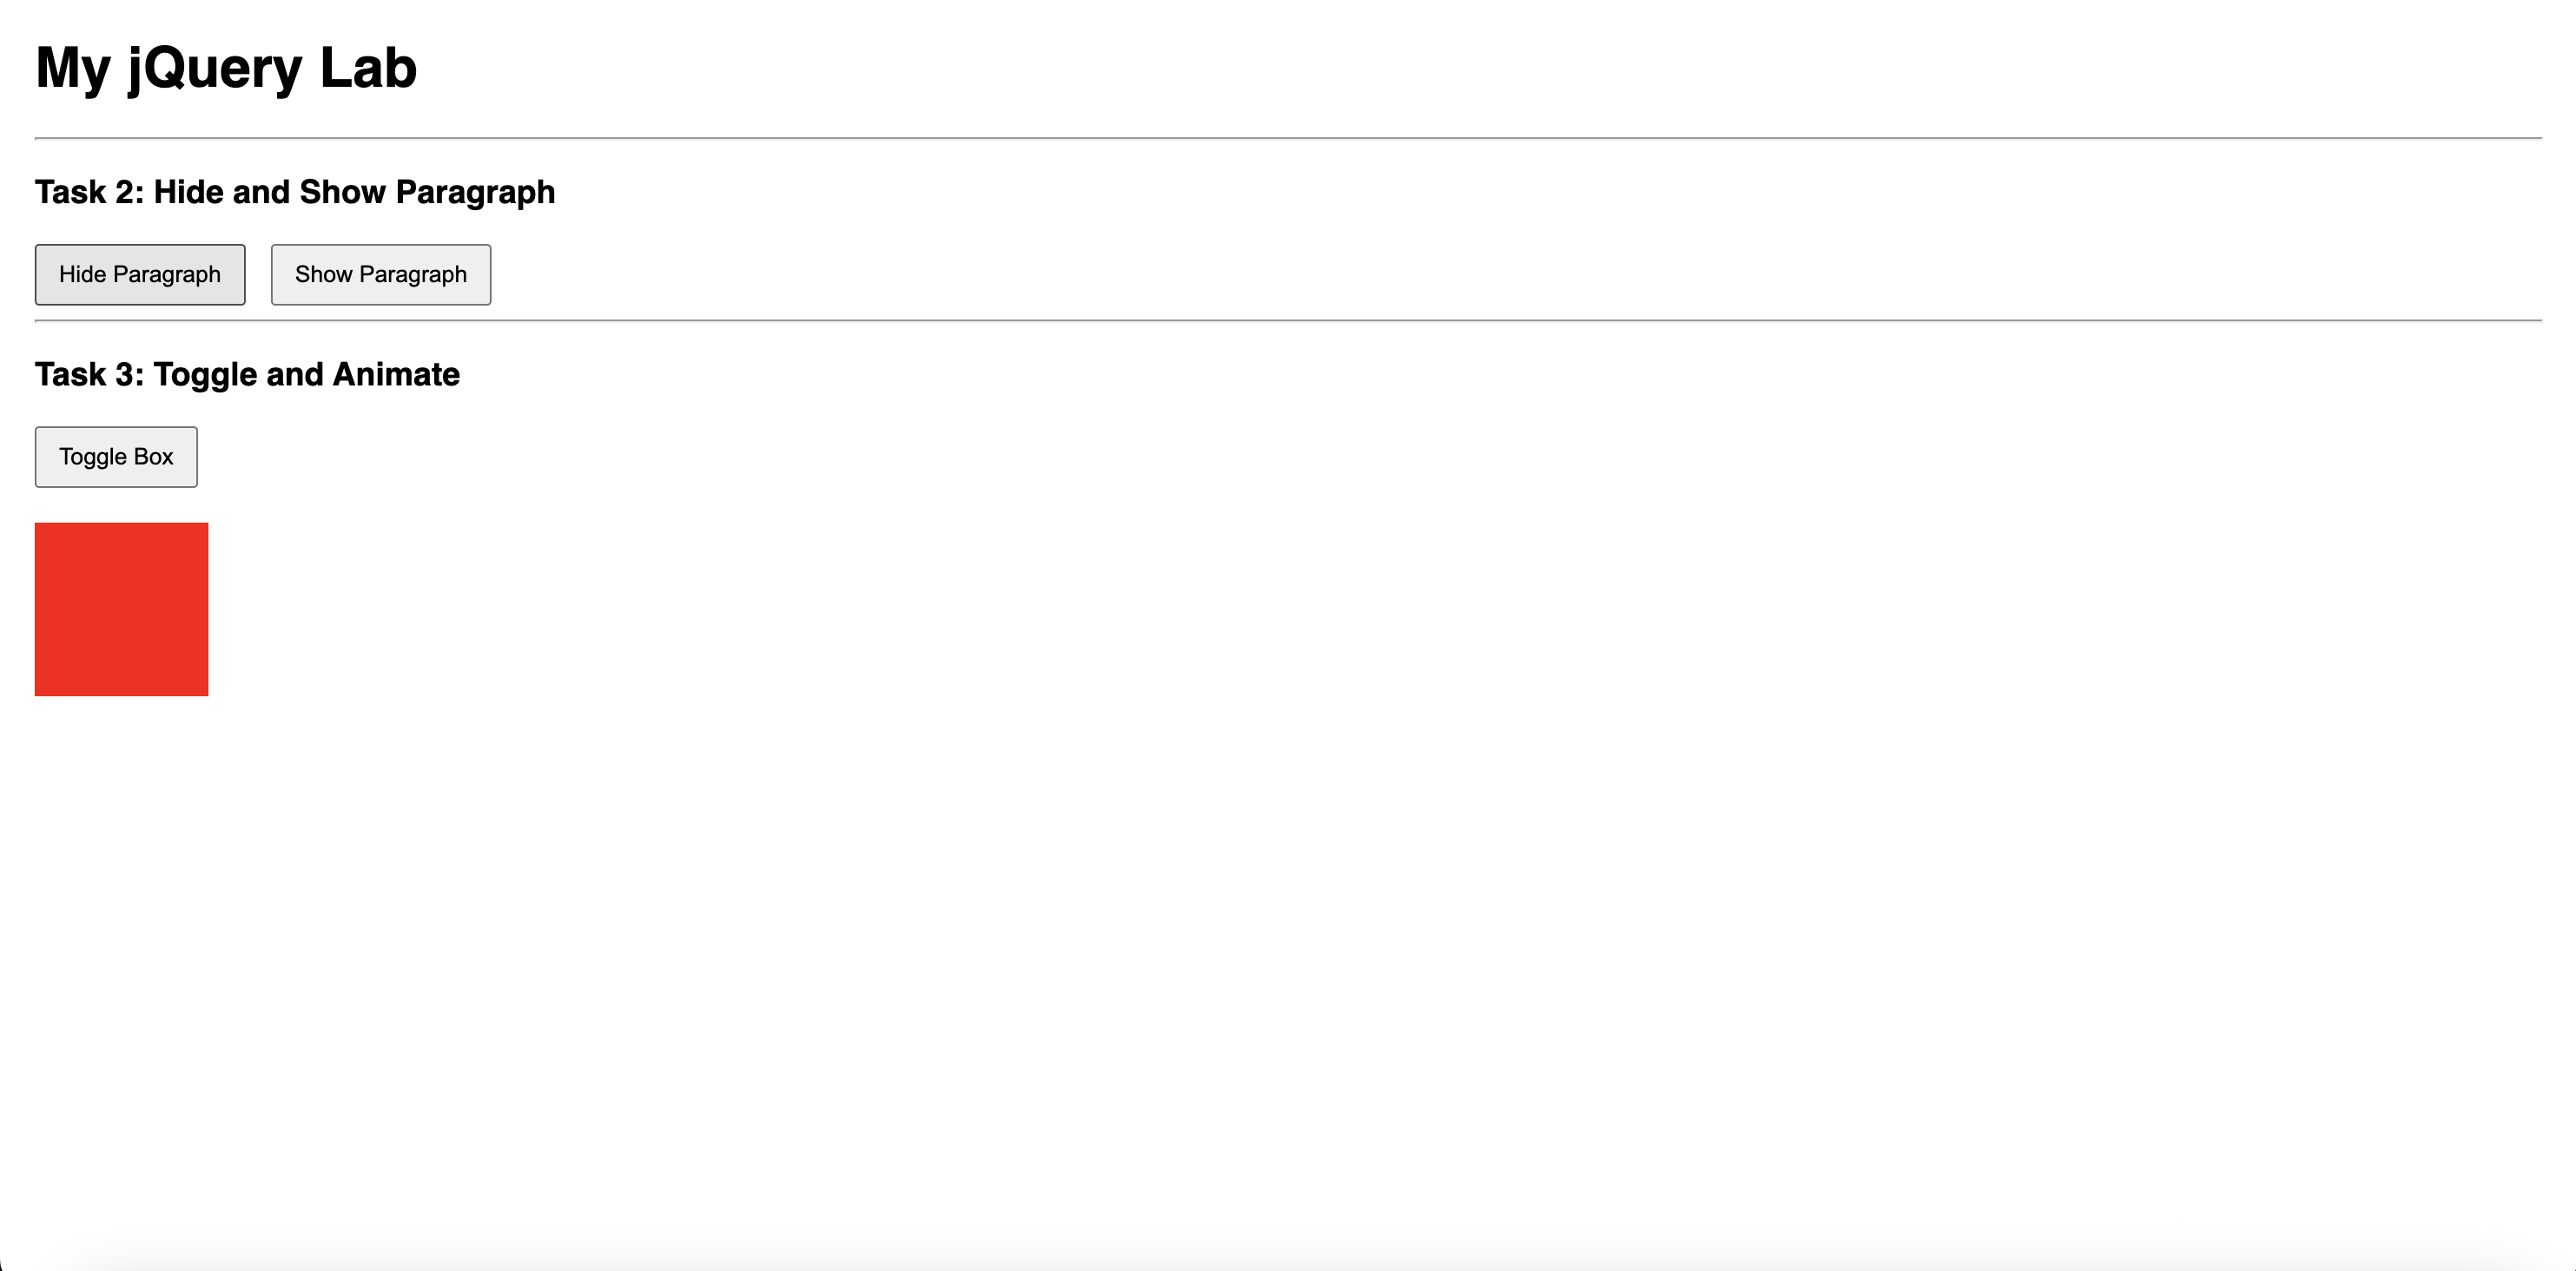 My jQuery Lab
Task 2: Hide and Show Paragraph
Hide Paragraph Show Paragraph
Task 3: Toggle and Animate
Toggle Box